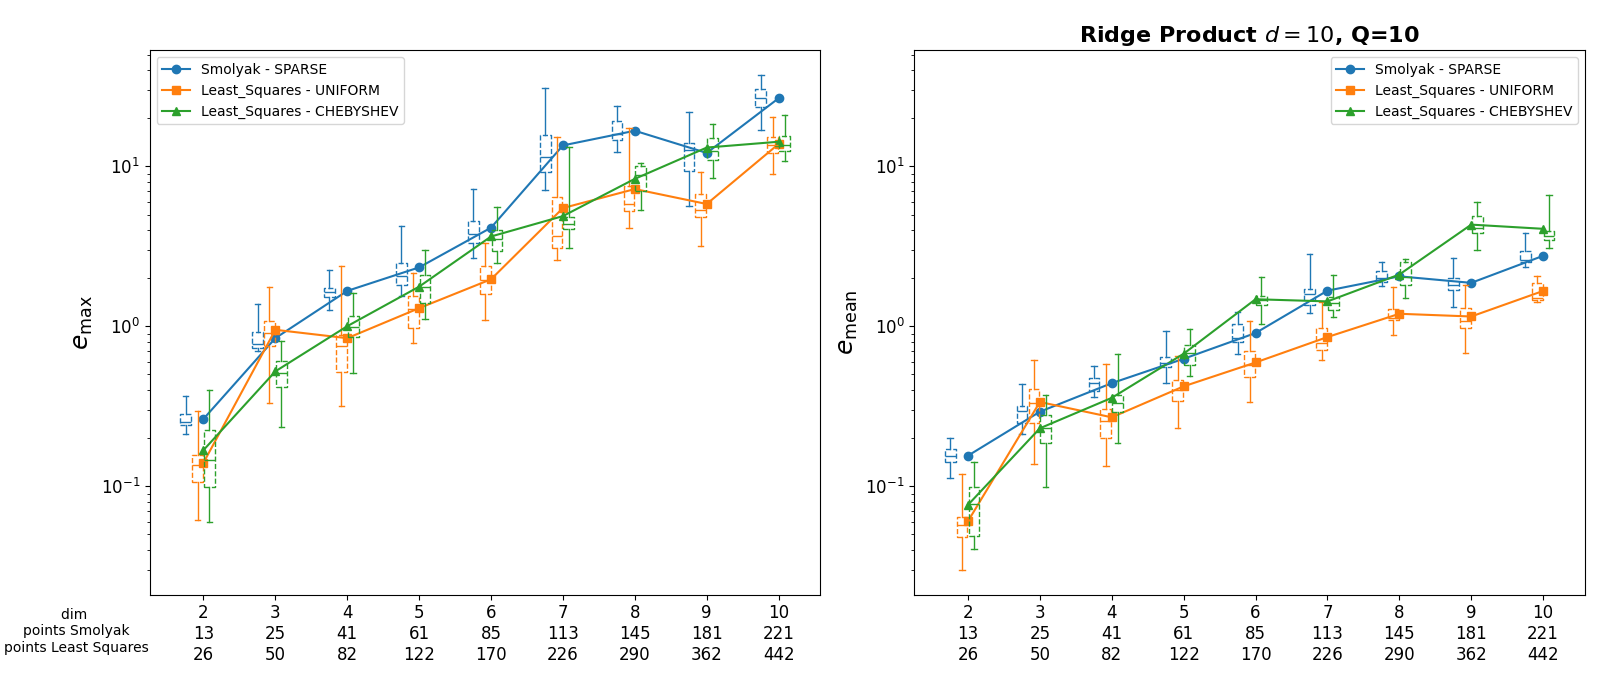 Ridge Product d = 10, Q=10
Smolyak - SPARSE
Least_Squares - UNIFORM
Least_Squares - CHEBYSHEV
e_max
10^1
10^0
10^−1
dim
points Smolyak
points Least Squares
2 3 4 5 6 7 8 9 10
13 25 41 61 85 113 145 181 221
26 50 82 122 170 226 290 362 442
Smolyak - SPARSE
Least_Squares - UNIFORM
Least_Squares - CHEBYSHEV
e_mean
10^1
10^0
10^−1
2 3 4 5 6 7 8 9 10
13 25 41 61 85 113 145 181 221
26 50 82 122 170 226 290 362 442